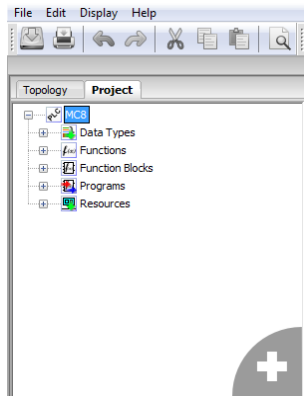 File Edit Display Help
Topology Project
MC8
Data Types
f(x) Functions
Function Blocks
Programs
Resources